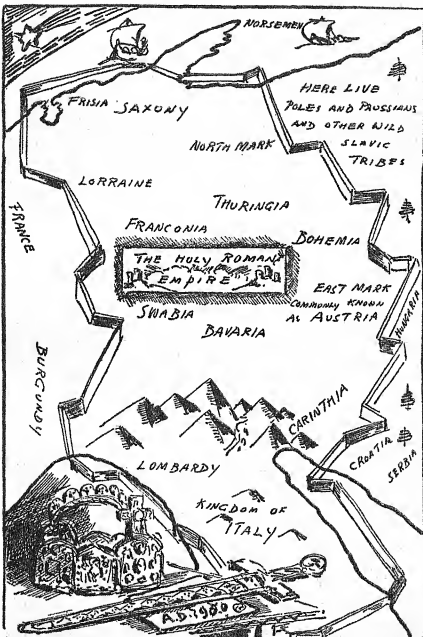 NORSEMEN
HERE LIVE
POLES AND PRUSSIANS
AND OTHER WILD
SLAVIC
TRIBES
FRISIA
SAXONY
NORTH MARK
LORRAINE
THURINGIA
FRANCE
FRANCONIA
BOHEMIA
THE HOLY ROMAN
EMPIRE
EAST MARK
COMMONLY KNOWN
AS AUSTRIA
HUNGARIA
SWABIA
BAVARIA
BURGUNDY
CARINTHIA
LOMBARDY
CROATIA
SERBIA
KINGDOM OF
ITALY
A.D.